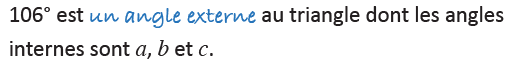 106° est un angle externe au triangle dont les angles
internes sont a, b et c.